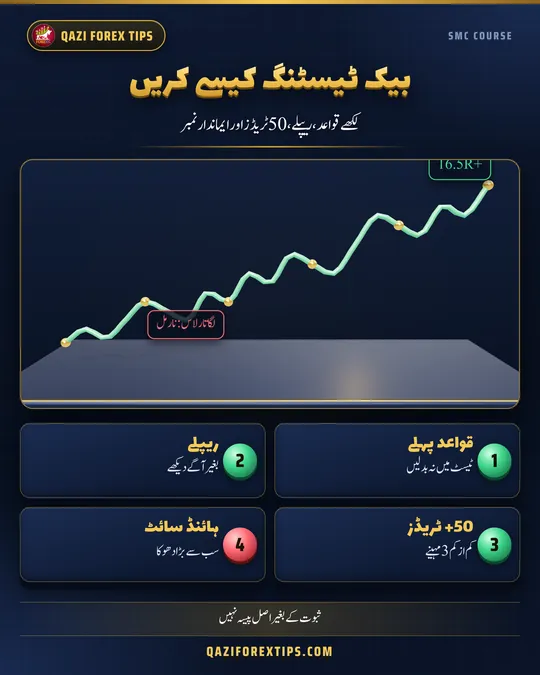 QAZI FOREX TIPS
SMC COURSE
بیک ٹیسٹنگ کیسے کریں
لکھے قواعد، ریپلے، 50 ٹریڈز اور ایماندار نمبر
16.5R+
لگاتار لاس: نارمل
1
قواعد پہلے
ٹیسٹ میں نہ بدلیں
2
ریپلے
بغیر آگے دیکھے
3
50+ ٹریڈز
کم از کم 3 مہینے
4
ہائنڈ سائٹ
سب سے بڑا دھوکا
ثبوت کے بغیر اصل پیسہ نہیں
QAZIFOREXTIPS.COM